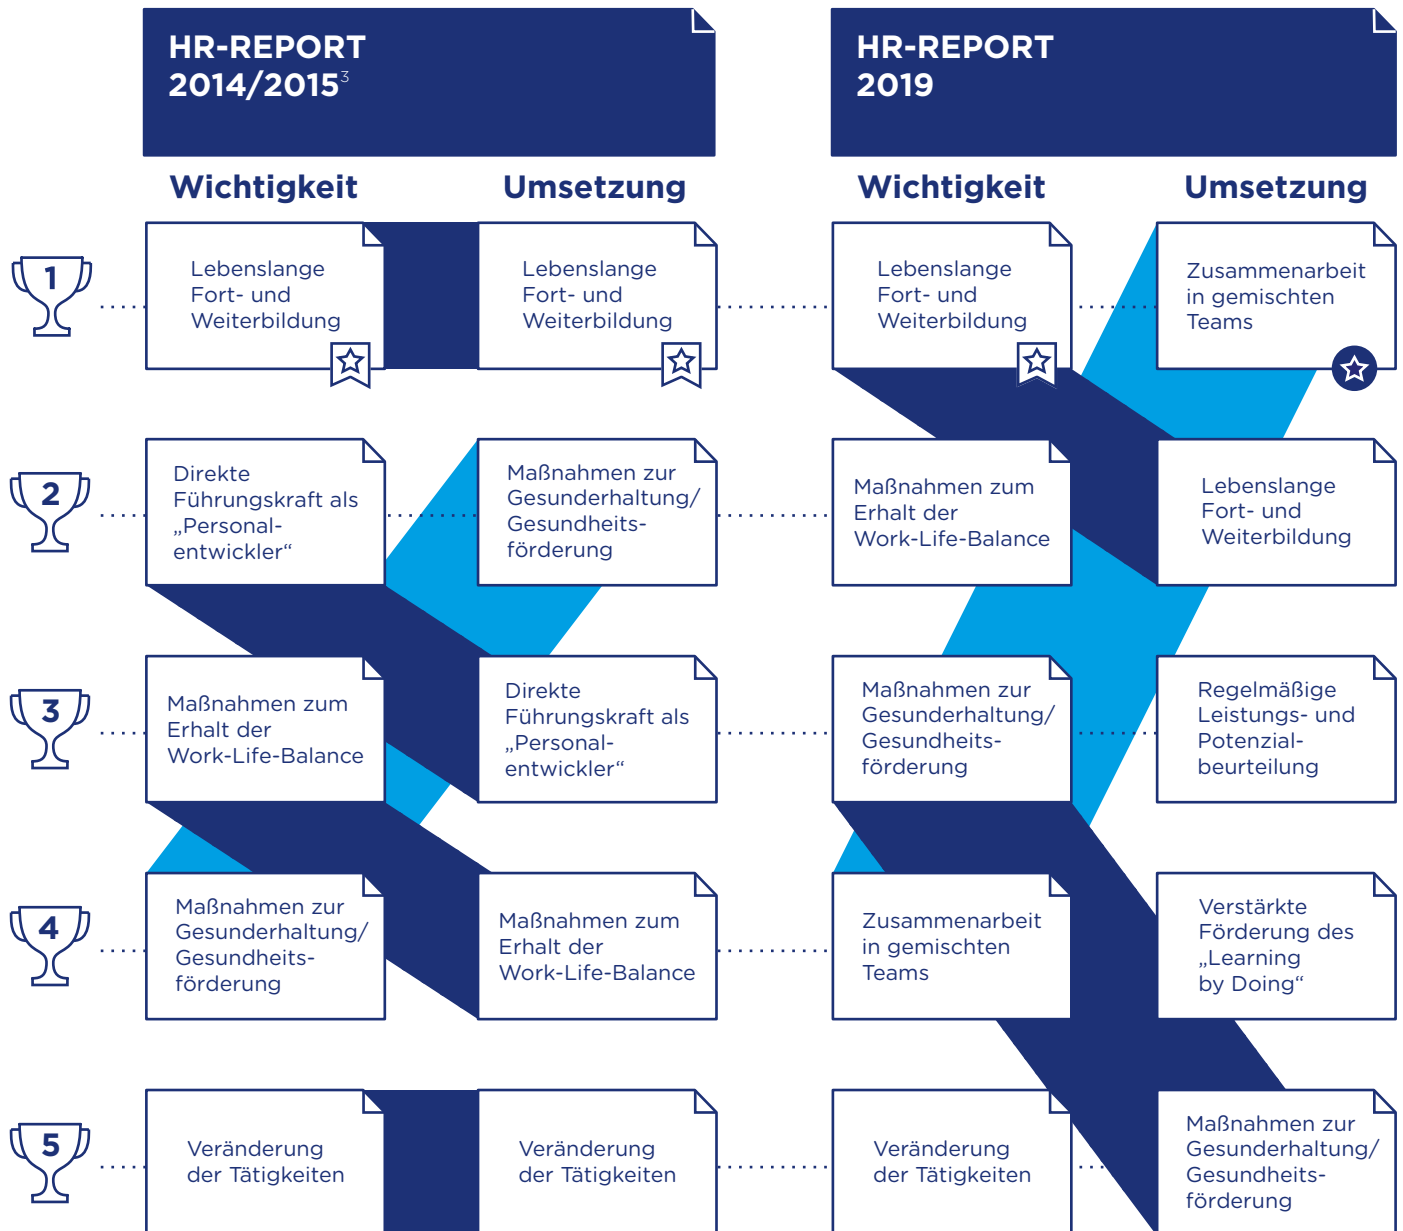 HR-REPORT
2014/2015³
HR-REPORT
2019
Wichtigkeit
Umsetzung
Wichtigkeit
Umsetzung
1
Lebenslange
Fort- und
Weiterbildung
Lebenslange
Fort- und
Weiterbildung
Lebenslange
Fort- und
Weiterbildung
Zusammenarbeit
in gemischten
Teams
2
Direkte
Führungskraft als
„Personal-
entwickler“
Maßnahmen zur
Gesunderhaltung/
Gesundheits-
förderung
Maßnahmen zum
Erhalt der
Work-Life-Balance
Lebenslange
Fort- und
Weiterbildung
3
Maßnahmen zum
Erhalt der
Work-Life-Balance
Direkte
Führungskraft als
„Personal-
entwickler“
Maßnahmen zur
Gesunderhaltung/
Gesundheits-
förderung
Regelmäßige
Leistungs- und
Potenzial-
beurteilung
4
Maßnahmen zur
Gesunderhaltung/
Gesundheits-
förderung
Maßnahmen zum
Erhalt der
Work-Life-Balance
Zusammenarbeit
in gemischten
Teams
Verstärkte
Förderung des
„Learning
by Doing“
5
Veränderung
der Tätigkeiten
Veränderung
der Tätigkeiten
Veränderung
der Tätigkeiten
Maßnahmen zur
Gesunderhaltung/
Gesundheits-
förderung